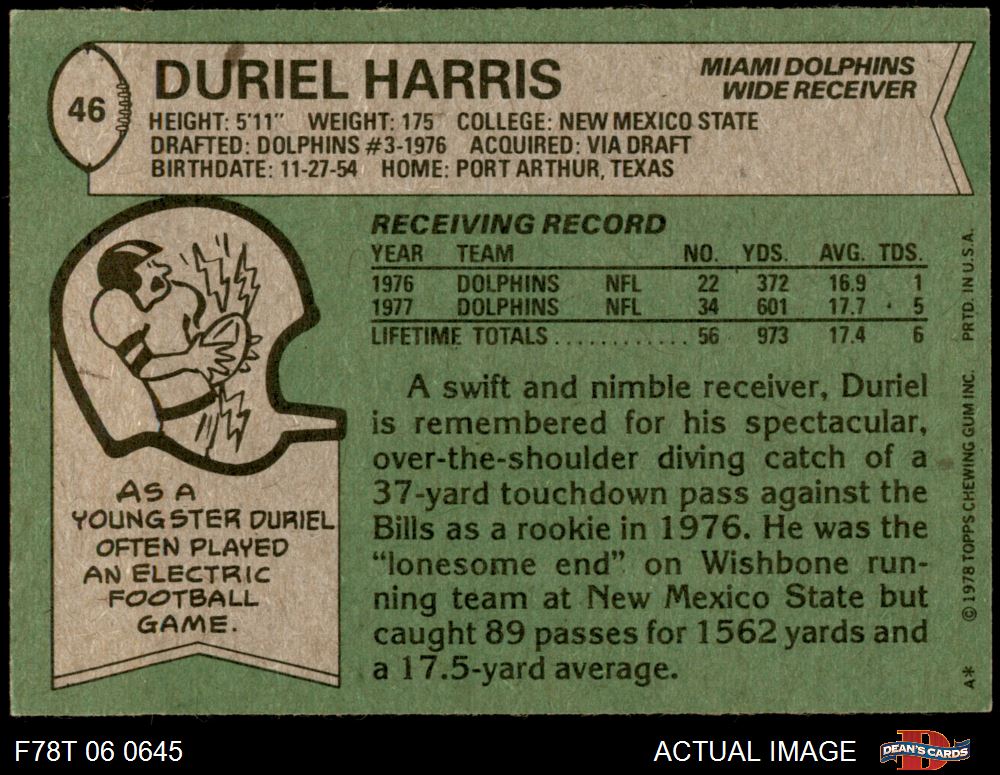 46
DURIEL HARRIS
MIAMI DOLPHINS
WIDE RECEIVER
HEIGHT: 5'11" WEIGHT: 175 COLLEGE: NEW MEXICO STATE
DRAFTED: DOLPHINS #3-1976 ACQUIRED: VIA DRAFT
BIRTHDATE: 11-27-54 HOME: PORT ARTHUR, TEXAS
RECEIVING RECORD
YEAR TEAM NO. YDS. AVG. TDS.
1976 DOLPHINS NFL 22 372 16.9 1
1977 DOLPHINS NFL 34 601 17.7 5
LIFETIME TOTALS ............ 56 973 17.4 6
A swift and nimble receiver, Duriel
is remembered for his spectacular,
over-the-shoulder diving catch of a
37-yard touchdown pass against the
Bills as a rookie in 1976. He was the
"lonesome end" on Wishbone run-
ning team at New Mexico State but
caught 89 passes for 1562 yards and
a 17.5-yard average.
AS A
YOUNGSTER DURIEL
OFTEN PLAYED
AN ELECTRIC
FOOTBALL
GAME.
A* © 1978 TOPPS CHEWING GUM INC. PRTD. IN U.S.A.
F78T 06 0645
ACTUAL IMAGE
D
DEAN'S CARDS